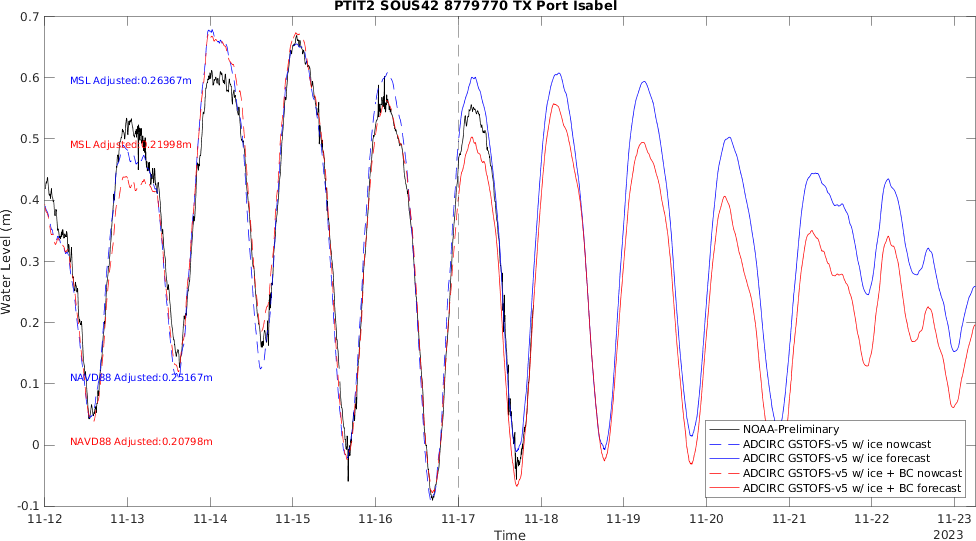 PTIT2 SOUS42 8779770 TX Port Isabel
0.7
0.6
0.5
0.4
0.3
0.2
0.1
0
-0.1
Water Level (m)
MSL Adjusted:0.26367m
MSL Adjusted:0.21998m
NAVD88 Adjusted:0.25167m
NAVD88 Adjusted:0.20798m
NOAA-Preliminary
ADCIRC GSTOFS-v5 w/ ice nowcast
ADCIRC GSTOFS-v5 w/ ice forecast
ADCIRC GSTOFS-v5 w/ ice + BC nowcast
ADCIRC GSTOFS-v5 w/ ice + BC forecast
11-12 11-13 11-14 11-15 11-16 11-17 11-18 11-19 11-20 11-21 11-22 11-23
Time
2023